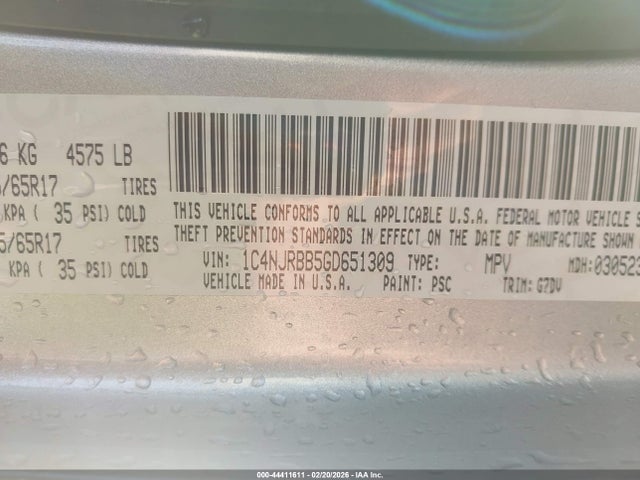 6 KG 4575 LB
/65R17 TIRES
KPA ( 35 PSI) COLD
5/65R17 TIRES
KPA ( 35 PSI) COLD
THIS VEHICLE CONFORMS TO ALL APPLICABLE U.S.A. FEDERAL MOTOR VEHICLE S
THEFT PREVENTION STANDARDS IN EFFECT ON THE DATE OF MANUFACTURE SHOWN
VIN: 1C4NJRBB5GD651309 TYPE: MPV MDH: 030523
VEHICLE MADE IN U.S.A. PAINT: PSC TRIM: G7DV
000-44411611 - 02/20/2026 - IAA Inc.